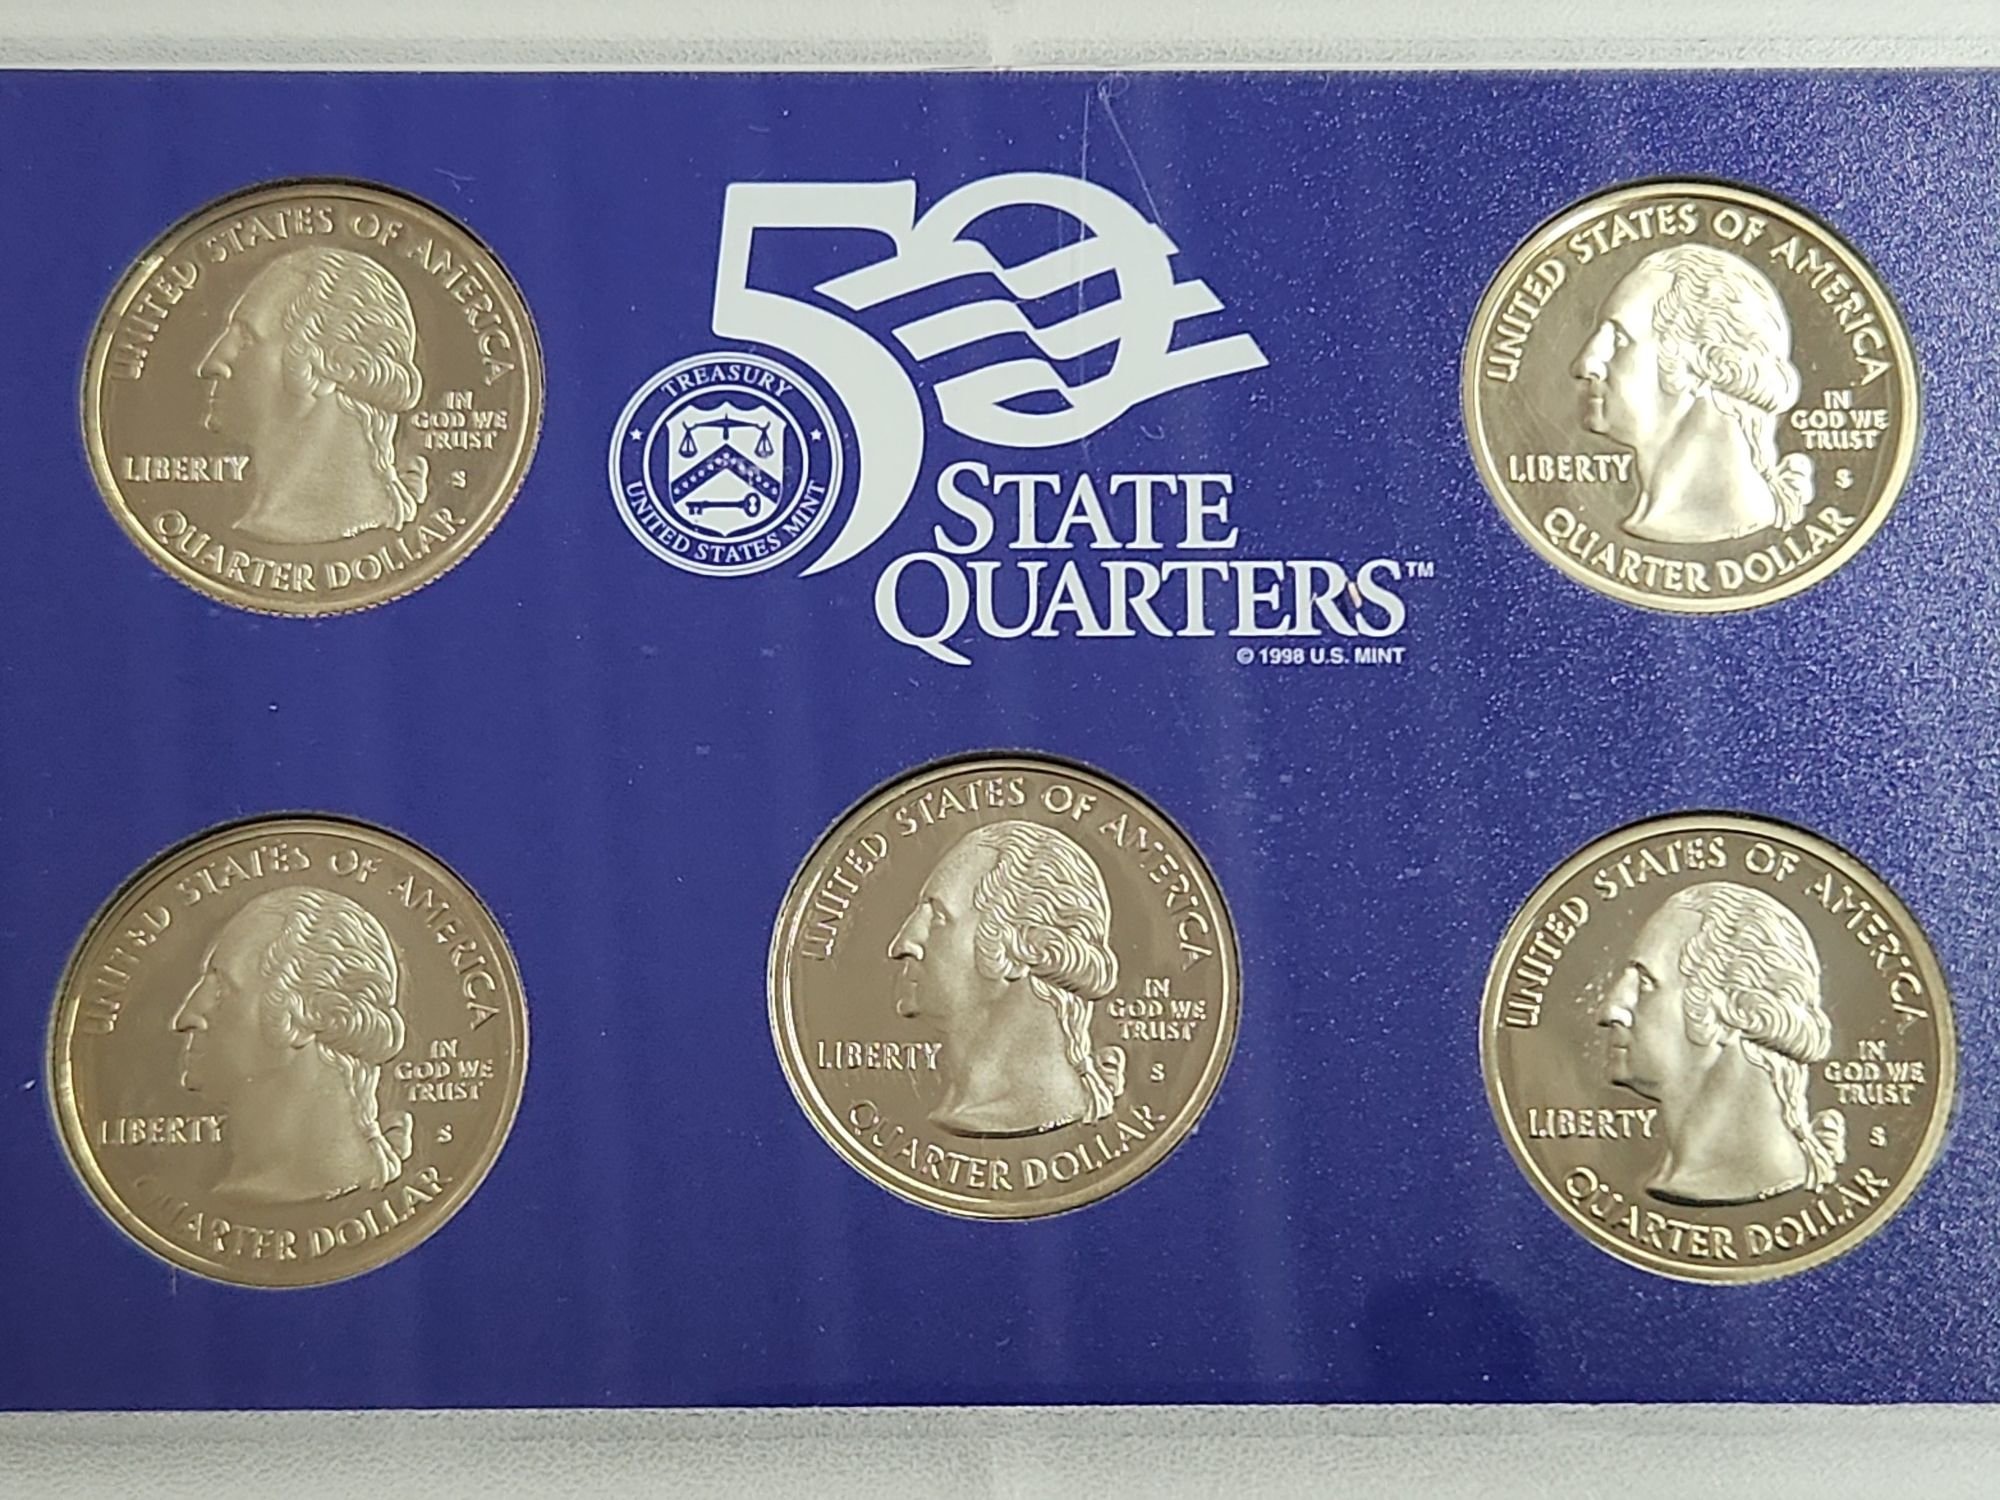 UNITED STATES OF AMERICA
IN
GOD WE
TRUST
LIBERTY
S
QUARTER DOLLAR
50
TREASURY
UNITED STATES MINT
STATE
QUARTERS™
© 1998 U.S. MINT
UNITED STATES OF AMERICA
IN
GOD WE
TRUST
LIBERTY
S
QUARTER DOLLAR
UNITED STATES OF AMERICA
IN
GOD WE
TRUST
LIBERTY
S
QUARTER DOLLAR
UNITED STATES OF AMERICA
IN
GOD WE
TRUST
LIBERTY
S
QUARTER DOLLAR
UNITED STATES OF AMERICA
IN
GOD WE
TRUST
LIBERTY
S
QUARTER DOLLAR